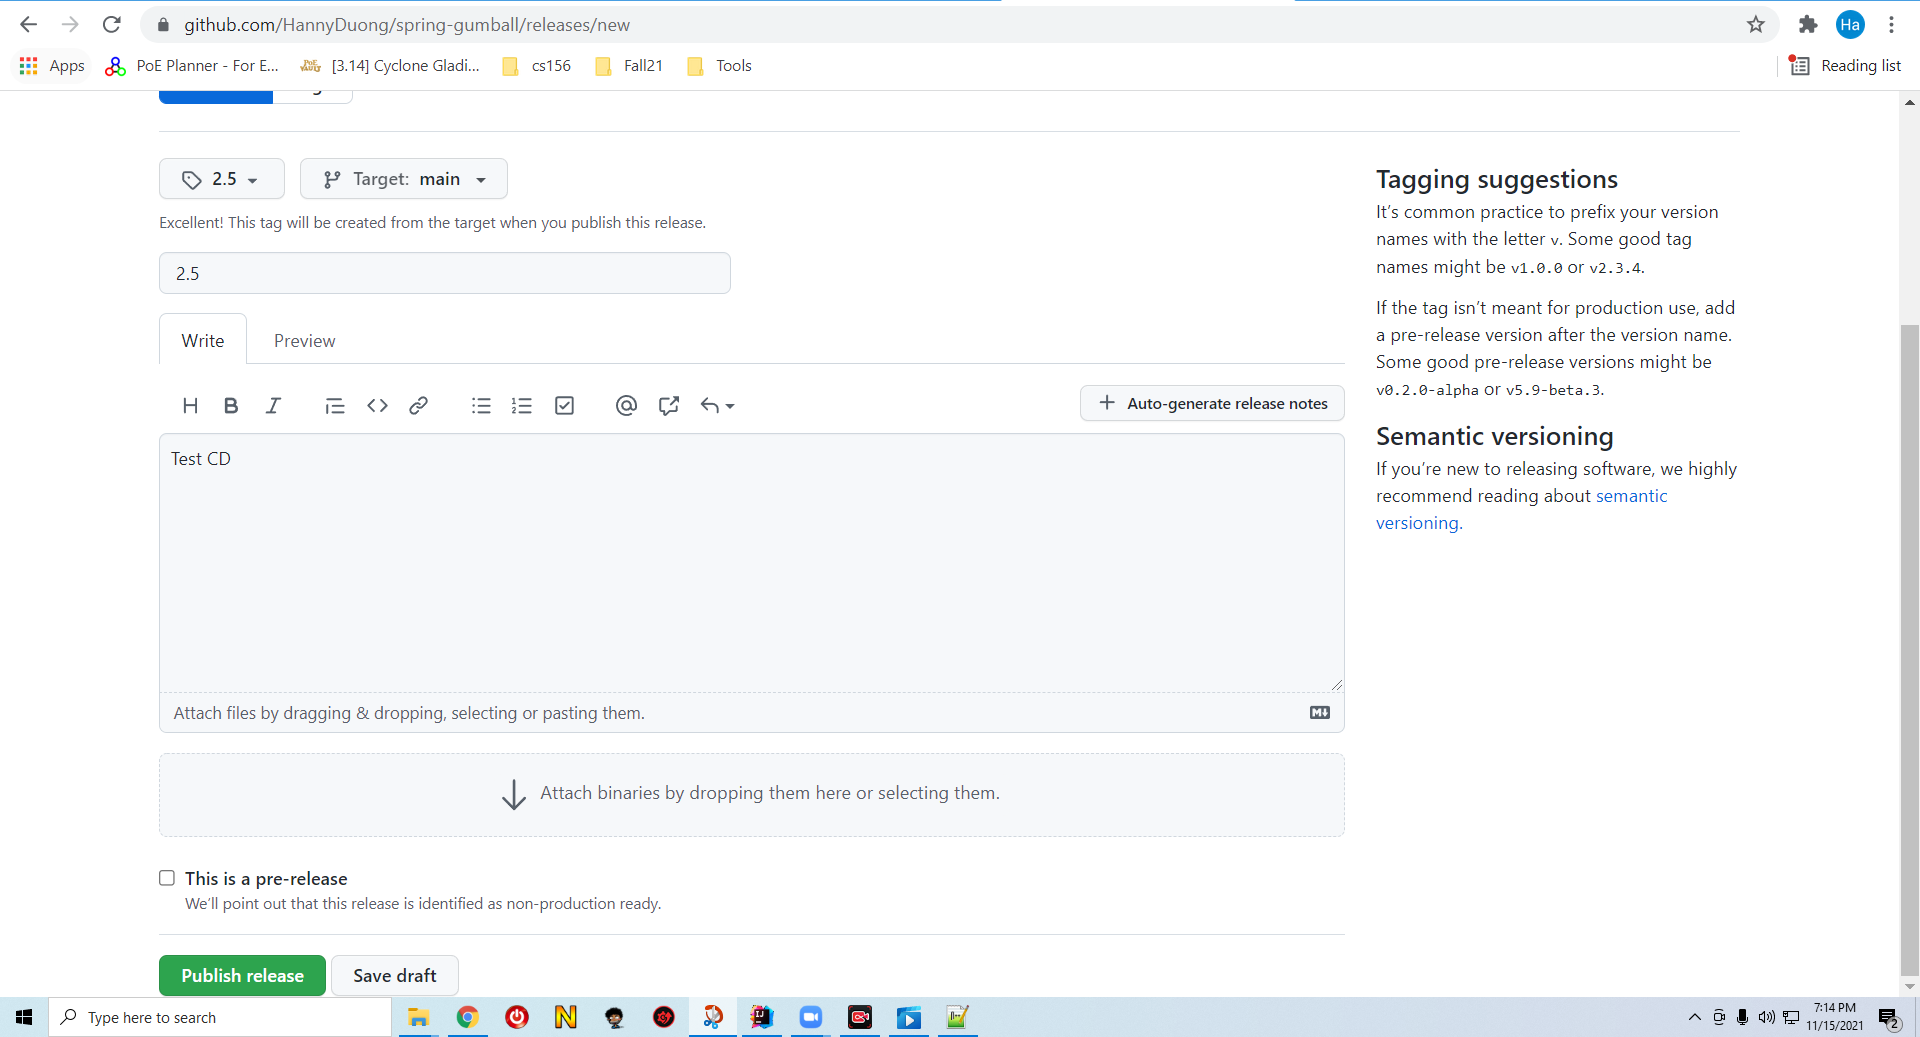 github.com/HannyDuong/spring-gumball/releases/new
Ha
Apps
PoE Planner - For E...
PoE VAULT
[3.14] Cyclone Gladi...
cs156
Fall21
Tools
Reading list
2.5
Target: main
Excellent! This tag will be created from the target when you publish this release.
2.5
Write
Preview
H B I
+ Auto-generate release notes
Test CD
Attach files by dragging & dropping, selecting or pasting them.
M↓
Attach binaries by dropping them here or selecting them.
This is a pre-release
We'll point out that this release is identified as non-production ready.
Publish release
Save draft
Tagging suggestions
It's common practice to prefix your version
names with the letter v. Some good tag
names might be v1.0.0 or v2.3.4.
If the tag isn't meant for production use, add
a pre-release version after the version name.
Some good pre-release versions might be
v0.2.0-alpha or v5.9-beta.3.
Semantic versioning
If you're new to releasing software, we highly
recommend reading about semantic
versioning.
Type here to search
N
IJ
7:14 PM
11/15/2021
2